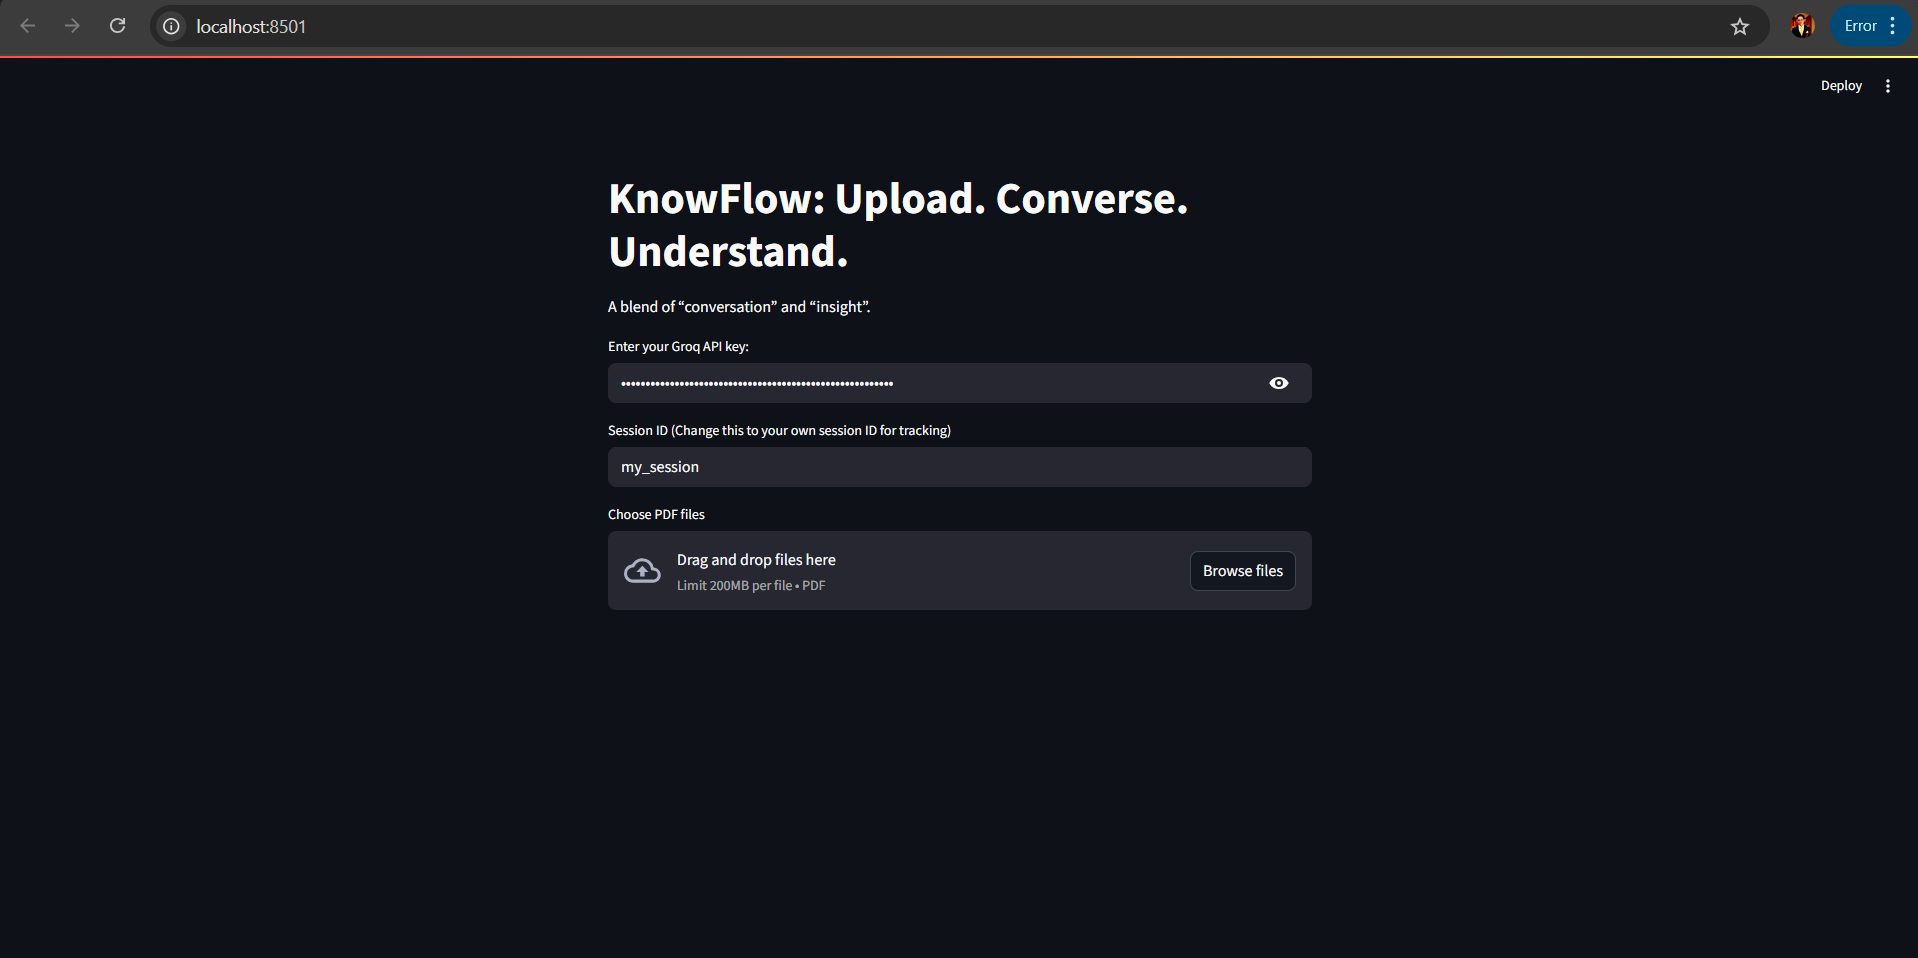 localhost:8501
Error
Deploy
KnowFlow: Upload. Converse.
Understand.
A blend of “conversation” and “insight”.
Enter your Groq API key:
••••••••••••••••••••••••••••••••••••••••••••••••••••••••
Session ID (Change this to your own session ID for tracking)
my_session
Choose PDF files
Drag and drop files here
Limit 200MB per file • PDF
Browse files